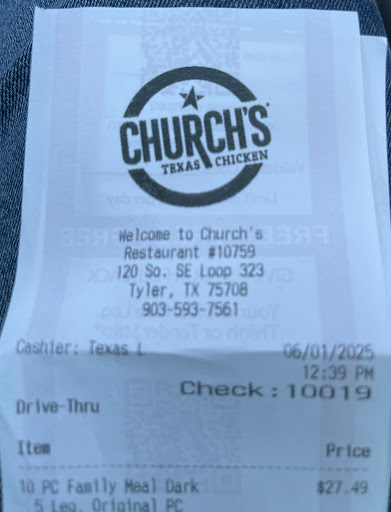 CHURCH'S
TEXAS CHICKEN
Welcome to Church's
Restaurant #10759
120 So. SE Loop 323
Tyler, TX 75708
903-593-7561
Cashier: Texas L 06/01/2025
12:39 PM
Check : 10019
Drive-Thru
Item Price
10 PC Family Meal Dark $27.49
5 Leg, Original PC